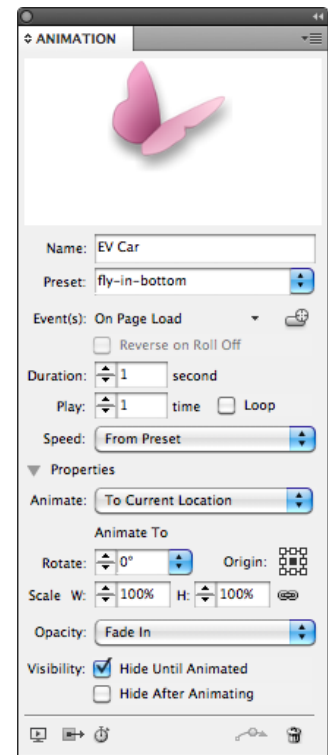 ANIMATION
Name: EV Car
Preset: fly-in-bottom
Event(s): On Page Load
Reverse on Roll Off
Duration: 1 second
Play: 1 time Loop
Speed: From Preset
Properties
Animate: To Current Location
Animate To
Rotate: 0° Origin:
Scale W: 100% H: 100%
Opacity: Fade In
Visibility: Hide Until Animated
Hide After Animating